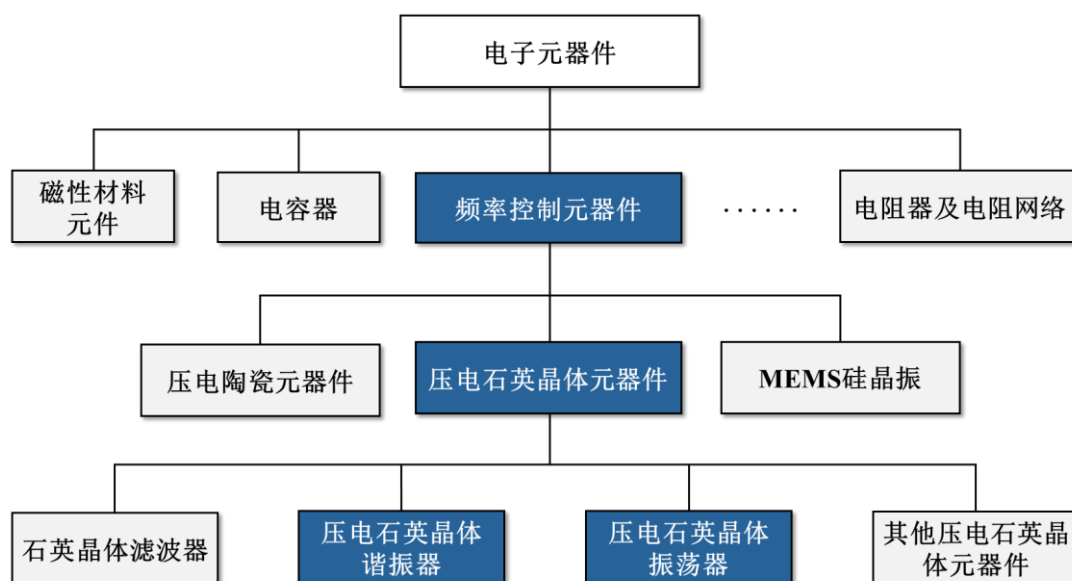 电子元器件
磁性材料
元件
电容器
频率控制元器件
······
电阻器及电阻网络
压电陶瓷元器件
压电石英晶体元器件
MEMS硅晶振
石英晶体滤波器
压电石英晶体
谐振器
压电石英晶体
振荡器
其他压电石英晶
体元器件